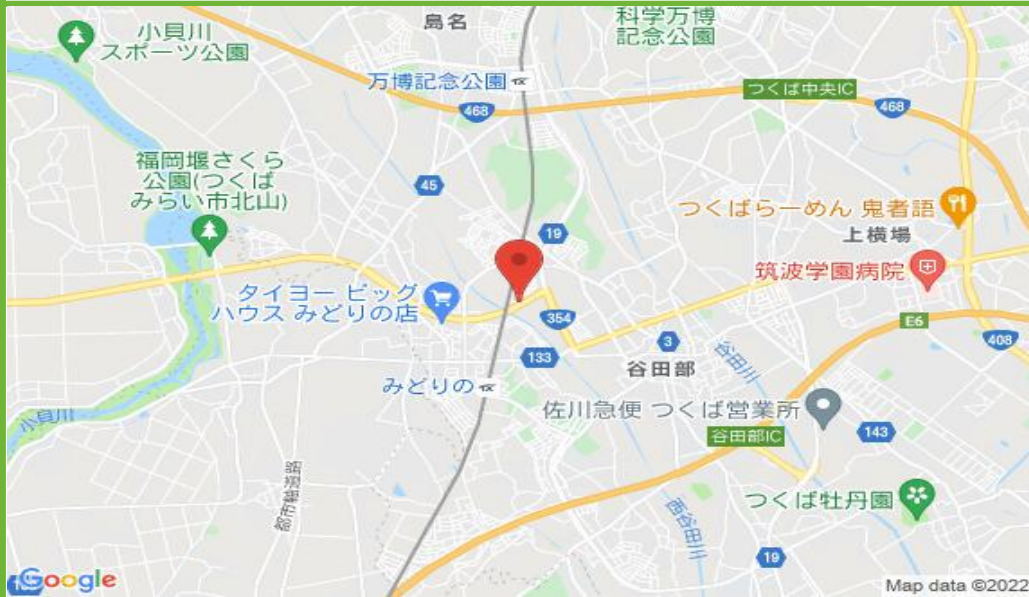 島名
科学万博
記念公園
小貝川
スポーツ公園
万博記念公園
つくば中央IC
468
468
福岡堰さくら
公園(つくば
みらい市北山)
45
つくばらーめん 鬼者語
上横場
19
筑波学園病院
タイヨー ビッグ
ハウス みどりの店
354
E6
408
3
133
谷田部
谷田川
みどりの
佐川急便 つくば営業所
小貝川
谷田部IC
143
都市軸道路
つくば牡丹園
西谷田川
19
Google
Map data ©2022